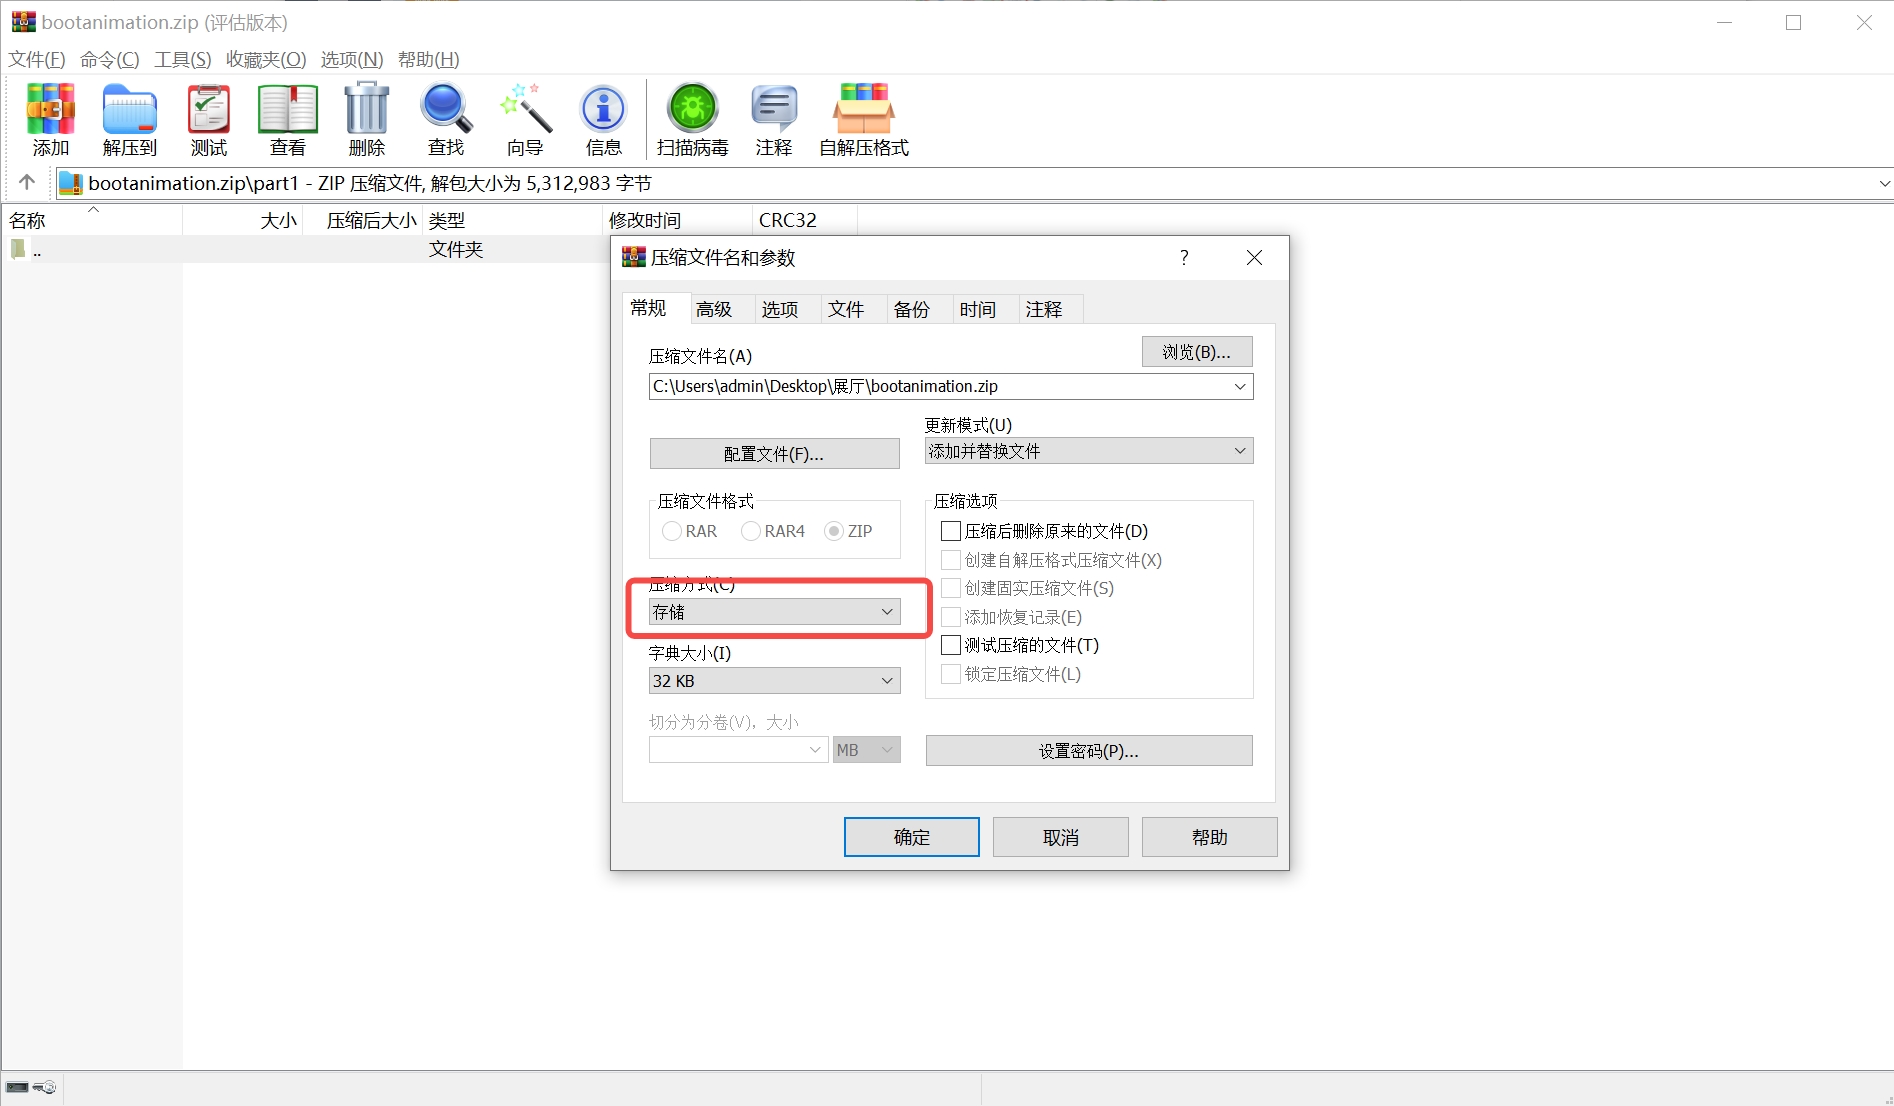 bootanimation.zip (评估版本)
文件(F) 命令(C) 工具(S) 收藏夹(O) 选项(N) 帮助(H)
添加 解压到 测试 查看 删除 查找 向导 信息 扫描病毒 注释 自解压格式
bootanimation.zip\part1 - ZIP 压缩文件, 解包大小为 5,312,983 字节
名称 大小 压缩后大小 类型 修改时间 CRC32
.. 文件夹
压缩文件名和参数 ?
常规 高级 选项 文件 备份 时间 注释
压缩文件名(A) 浏览(B)...
C:\Users\admin\Desktop\展厅\bootanimation.zip
更新模式(U)
配置文件(F)... 添加并替换文件
压缩文件格式
RAR RAR4 ZIP
压缩方式(C)
存储
字典大小(I)
32 KB
切分为分卷(V)，大小
MB
压缩选项
压缩后删除原来的文件(D)
创建自解压格式压缩文件(X)
创建固实压缩文件(S)
添加恢复记录(E)
测试压缩的文件(T)
锁定压缩文件(L)
设置密码(P)...
确定 取消 帮助